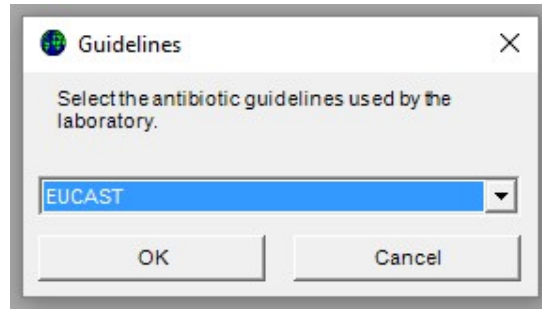 Guidelines
Select the antibiotic guidelines used by the
laboratory.
EUCAST
OK
Cancel